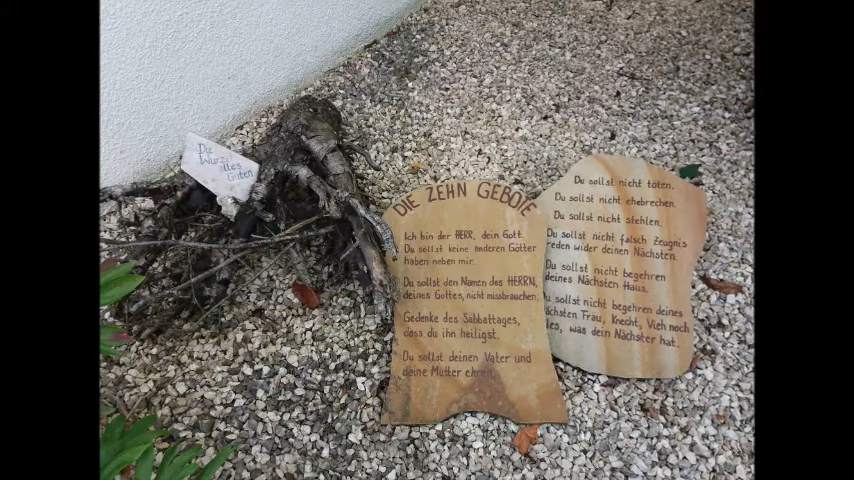 Die
Wurzel
alles
Guten
DIE ZEHN GEBOTE
Ich bin der HERR, dein Gott.
Du sollst keine anderen Götter
haben neben mir.
Du sollst den Namen des HERRN,
deines Gottes, nicht missbrauchen.
Gedenke des Sabbattages,
dass du ihn heiligst.
Du sollst deinen Vater und
deine Mutter ehren.
Du sollst nicht töten.
Du sollst nicht ehebrechen.
Du sollst nicht stehlen.
Du sollst nicht falsch Zeugnis
reden wider deinen Nächsten.
Du sollst nicht begehren
deines Nächsten Haus.
Du sollst nicht begehren deines
Nächsten Frau, Knecht, Vieh noch
alles, was dein Nächster hat.